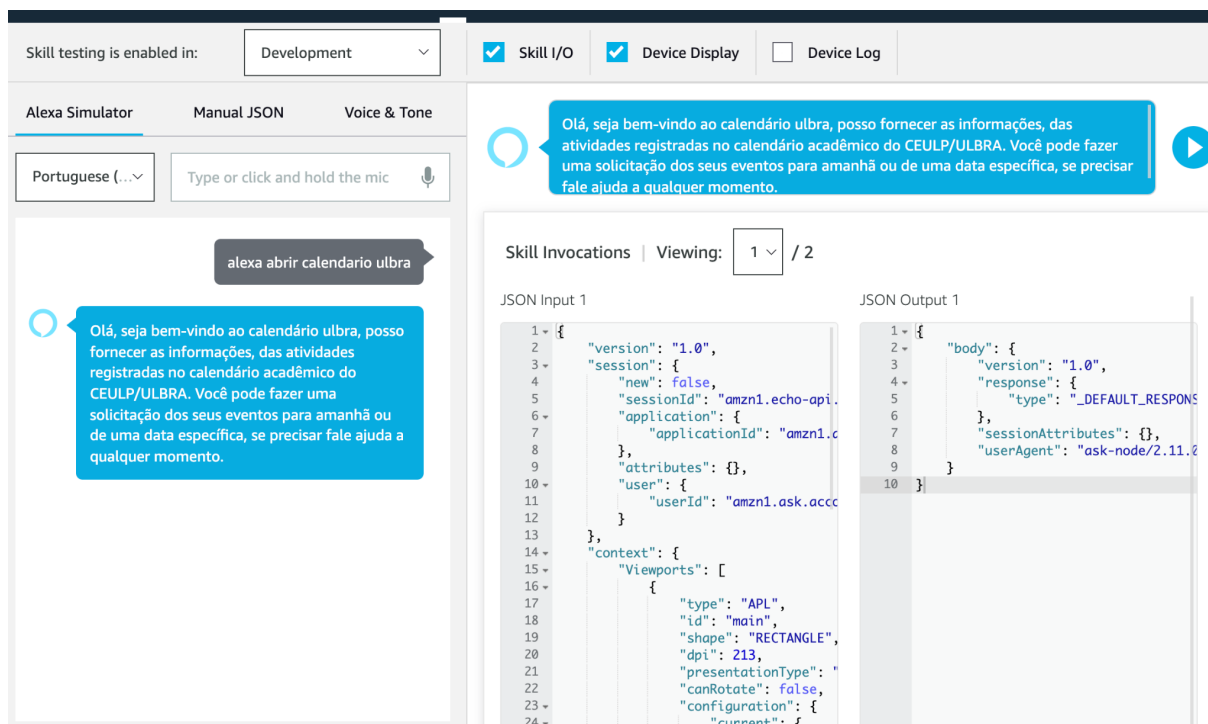 Skill testing is enabled in:
Development
Skill I/O
Device Display
Device Log
Alexa Simulator
Manual JSON
Voice & Tone
Portuguese (...
Type or click and hold the mic
alexa abrir calendario ulbra
Olá, seja bem-vindo ao calendário ulbra, posso
fornecer as informações, das atividades
registradas no calendário acadêmico do
CEULP/ULBRA. Você pode fazer uma
solicitação dos seus eventos para amanhã ou
de uma data específica, se precisar fale ajuda a
qualquer momento.
Olá, seja bem-vindo ao calendário ulbra, posso fornecer as informações, das
atividades registradas no calendário acadêmico do CEULP/ULBRA. Você pode fazer
uma solicitação dos seus eventos para amanhã ou de uma data específica, se precisar
fale ajuda a qualquer momento.
Skill Invocations | Viewing: 1 / 2
JSON Input 1
1 {
2 "version": "1.0",
3 "session": {
4 "new": false,
5 "sessionId": "amzn1.echo-api.
6 "application": {
7 "applicationId": "amzn1.
8 },
9 "attributes": {},
10 "user": {
11 "userId": "amzn1.ask.acco
12 }
13 },
14 "context": {
15 "Viewports": [
16 {
17 "type": "APL",
18 "id": "main",
19 "shape": "RECTANGLE",
20 "dpi": 213,
21 "presentationType": "
22 "canRotate": false,
23 "configuration": {
24 "current": {
JSON Output 1
1 {
2 "body": {
3 "version": "1.0",
4 "response": {
5 "type": "_DEFAULT_RESPONS
6 },
7 "sessionAttributes": {},
8 "userAgent": "ask-node/2.11.0
9 }
10 }